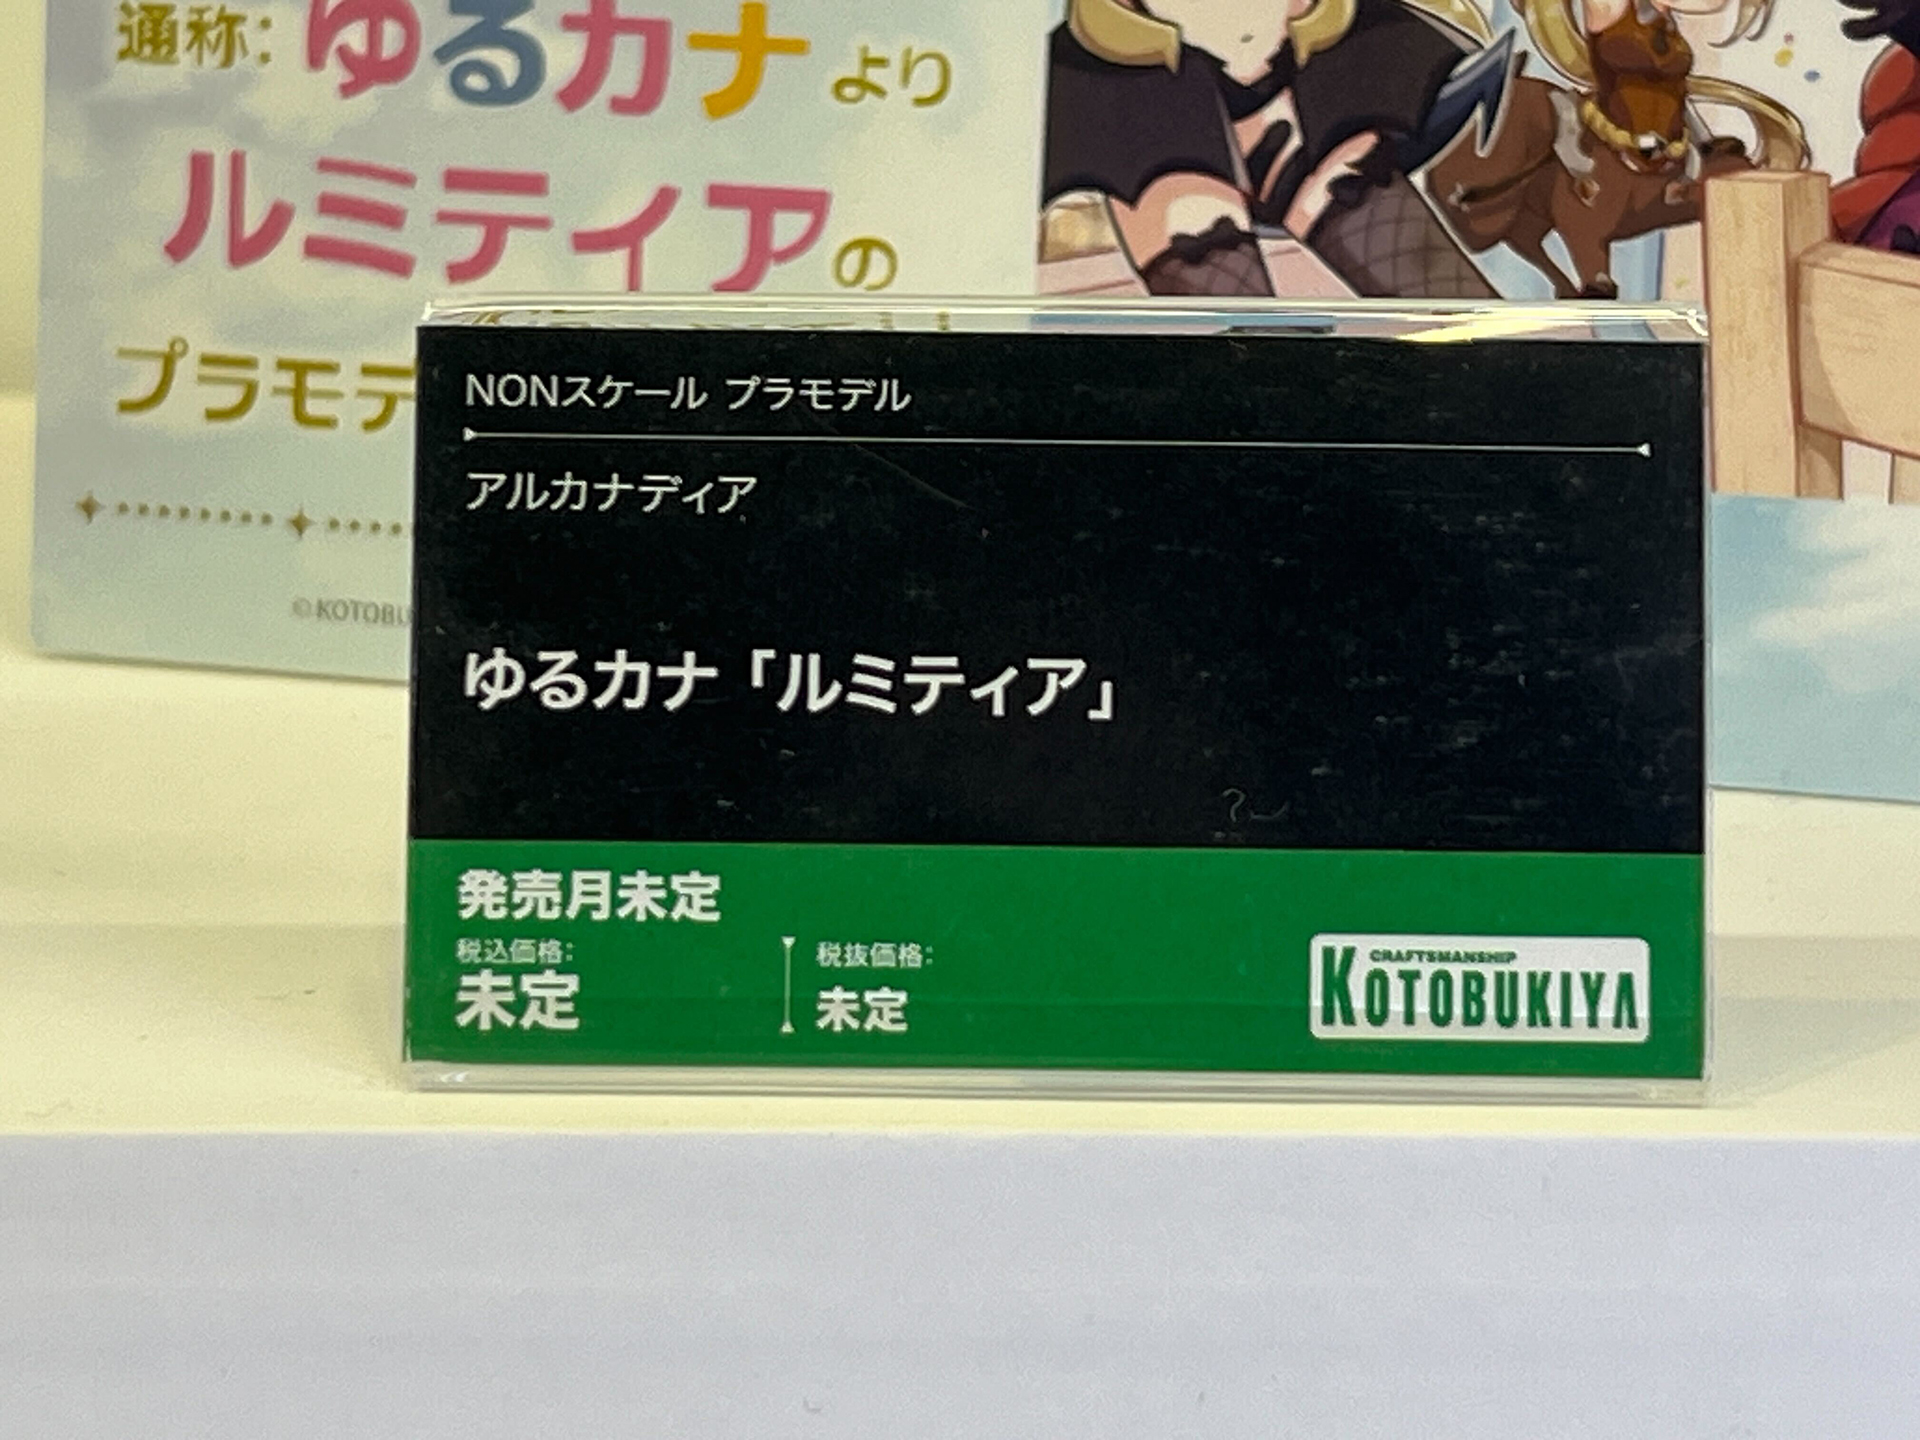 通称: ゆるカナ より
ルミティアの
プラモデ
©KOTOBU
NONスケール プラモデル
アルカナディア
ゆるカナ「ルミティア」
発売月未定
税込価格:
未定
税抜価格:
未定
CRAFTSMANSHIP
KOTOBUKIYA